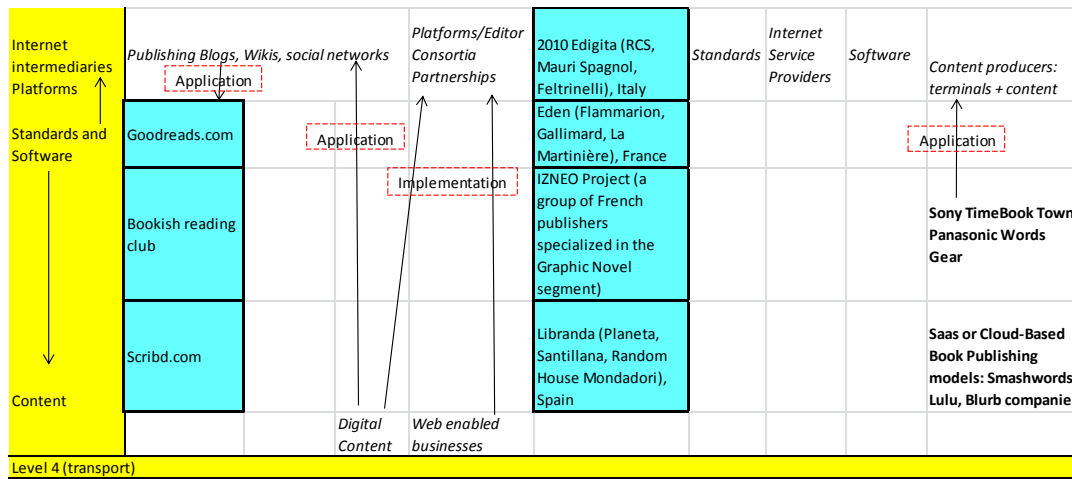 Internet
intermediaries
Platforms
Standards and
Software
Content
Publishing Blogs, Wikis, social networks
Application
Goodreads.com
Bookish reading
club
Scribd.com
Application
Digital
Content
Platforms/Editor
Consortia
Partnerships
Implementation
Web enabled
businesses
2010 Edigita (RCS,
Mauri Spagnol,
Feltrinelli), Italy
Eden (Flammarion,
Gallimard, La
Martinière), France
IZNEO Project (a
group of French
publishers
specialized in the
Graphic Novel
segment)
Libranda (Planeta,
Santillana, Random
House Mondadori),
Spain
Standards
Internet
Service
Providers
Software
Content producers:
terminals + content
Application
Sony TimeBook Town
Panasonic Words
Gear
Saas or Cloud-Based
Book Publishing
models: Smashwords
Lulu, Blurb companie
Level 4 (transport)